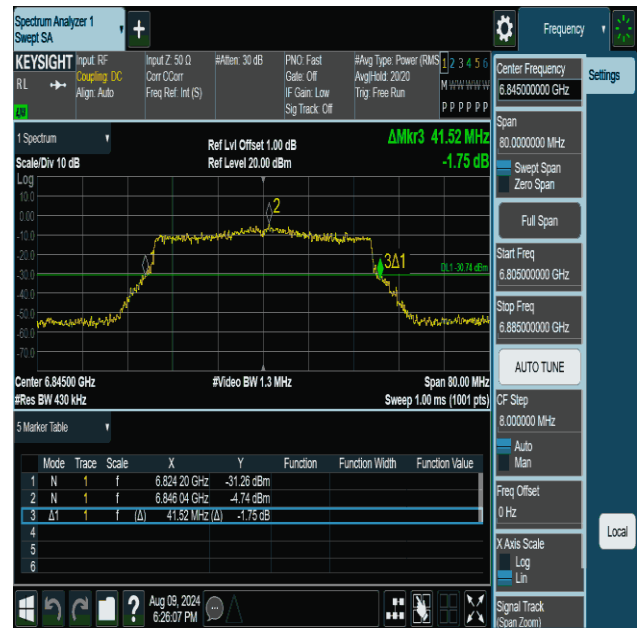 Spectrum Analyzer 1
Swept SA
+
Frequency
KEYSIGHT
RL
LXI
Input: RF
Coupling: DC
Align: Auto
Input Z: 50 Ω
Corr CCorr
Freq Ref: Int (S)
#Atten: 30 dB
PNO: Fast
Gate: Off
IF Gain: Low
Sig Track: Off
#Avg Type: Power (RMS
Avg|Hold: 20/20
Trig: Free Run
1 2 3 4 5 6
M W W W W W
P P P P P P
1 Spectrum
Scale/Div 10 dB
Ref Lvl Offset 1.00 dB
Ref Level 20.00 dBm
ΔMkr3 41.52 MHz
-1.75 dB
Log
10.0
0.00
-10.0
-20.0
-30.0
-40.0
-50.0
-60.0
-70.0
1
2
3Δ1
DL1 -30.74 dBm
Center 6.84500 GHz
#Res BW 430 kHz
#Video BW 1.3 MHz
Span 80.00 MHz
Sweep 1.00 ms (1001 pts)
5 Marker Table
Mode Trace Scale X Y Function Function Width Function Value
1 N 1 f 6.824 20 GHz -31.26 dBm
2 N 1 f 6.846 04 GHz -4.74 dBm
3 Δ1 1 f (Δ) 41.52 MHz (Δ) -1.75 dB
4
5
6
Aug 09, 2024
6:26:07 PM
?
Center Frequency
6.845000000 GHz
Span
80.0000000 MHz
Swept Span
Zero Span
Full Span
Start Freq
6.805000000 GHz
Stop Freq
6.885000000 GHz
AUTO TUNE
CF Step
8.000000 MHz
Auto
Man
Freq Offset
0 Hz
X Axis Scale
Log
Lin
Signal Track
(Span Zoom)
Settings
Local